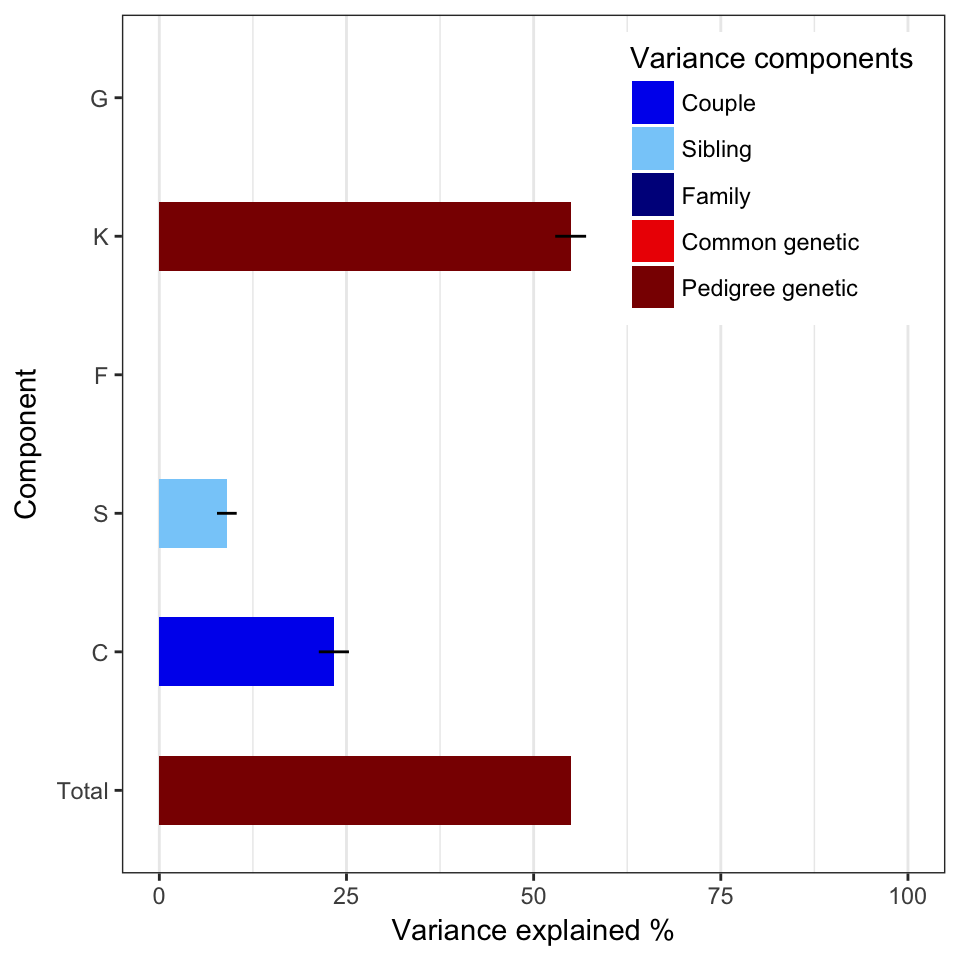 Variance components
Couple
Sibling
Family
Common genetic
Pedigree genetic
G
K
F
S
C
Total
Component
0 25 50 75 100
Variance explained %